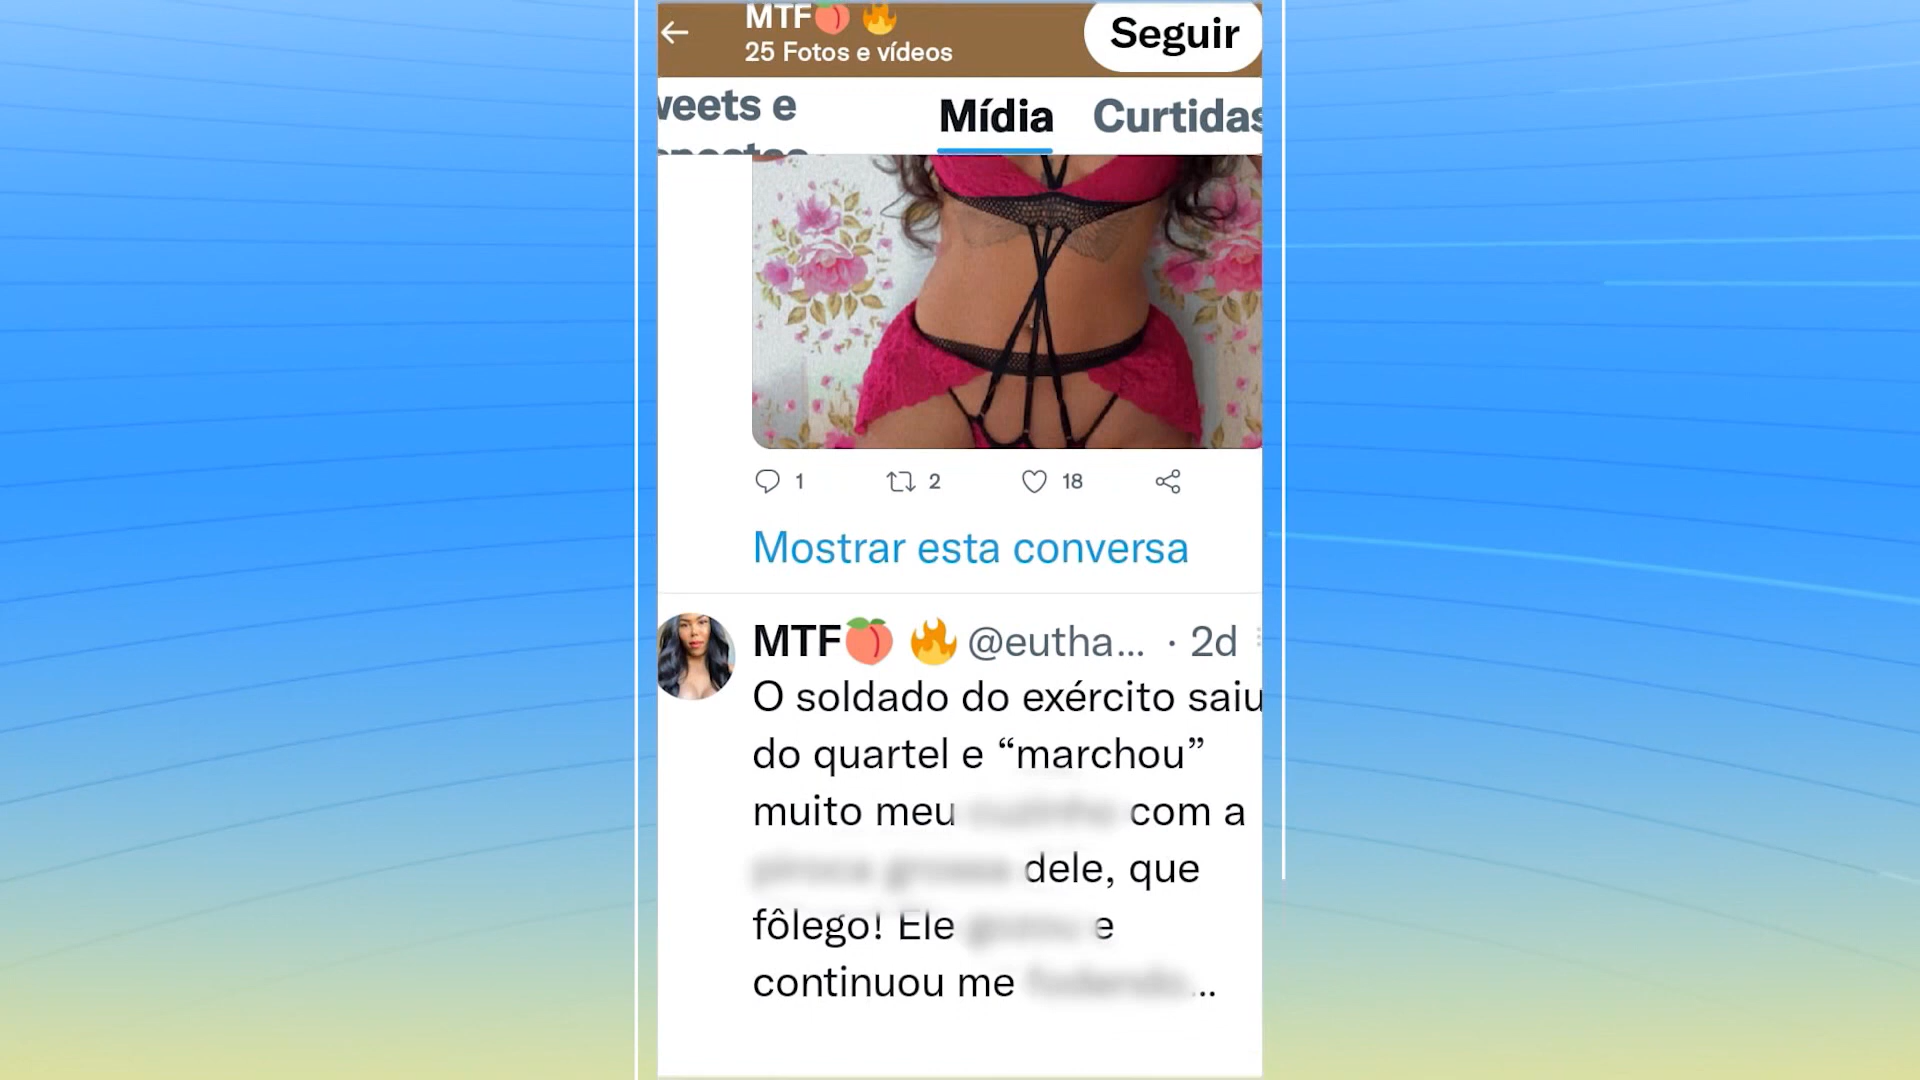 MTF🍑 🔥
25 Fotos e vídeos
Seguir
weets e
Mídia
Curtidas
1
2
18
Mostrar esta conversa
MTF🍑 🔥 @eutha... · 2d
O soldado do exército saiu
do quartel e “marchou”
muito meu com a
dele, que
fôlego! Ele e
continuou me ...